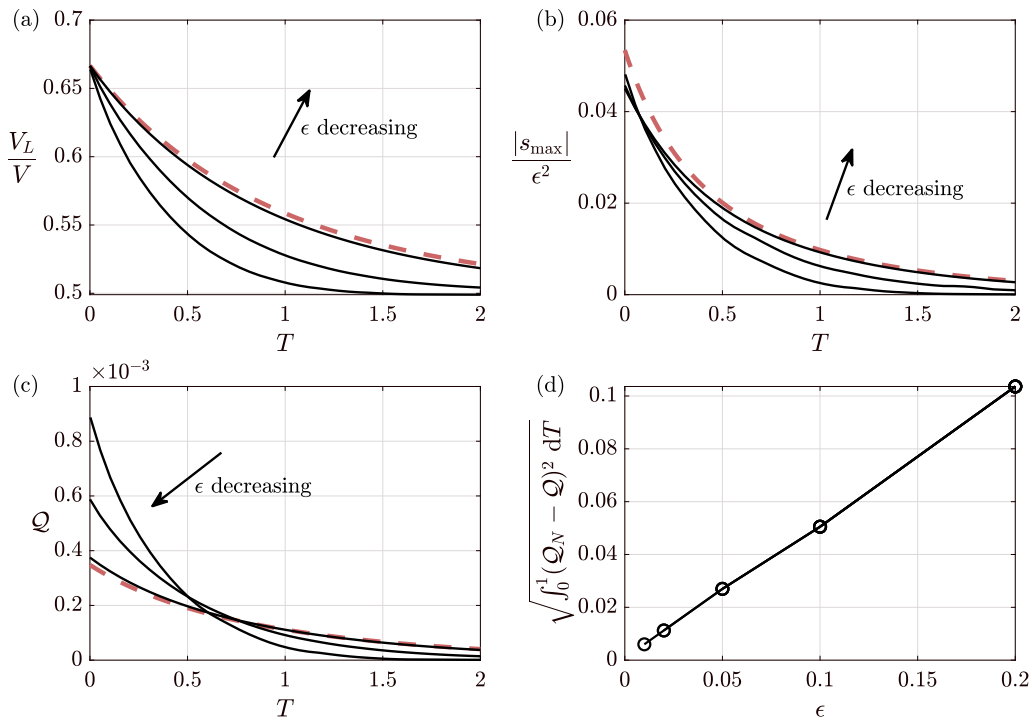 (a)
0.7
0.65
0.6
0.55
0.5
V_L
V
ϵ decreasing
0
0.5
1
1.5
2
T
(b)
0.06
0.04
0.02
0
|s_max|
ϵ²
ϵ decreasing
0
0.5
1
1.5
2
T
(c)
×10⁻³
1
0.8
0.6
0.4
0.2
0
𝒬
ϵ decreasing
0
0.5
1
1.5
2
T
(d)
0.1
0.08
0.06
0.04
0.02
0
√∫₀¹(𝒬_N − 𝒬)² dT
0
0.05
0.1
0.15
0.2
ϵ